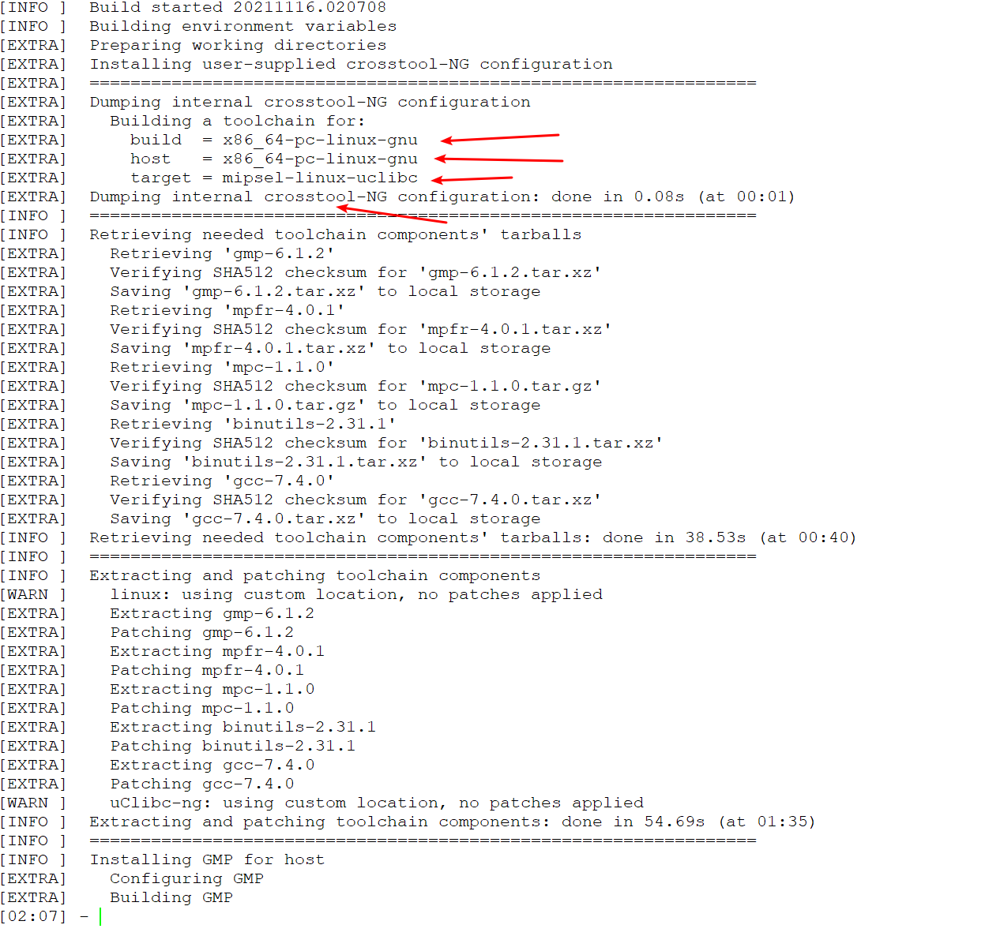 [INFO ]  Build started 20211116.020708
[INFO ]  Building environment variables
[EXTRA]  Preparing working directories
[EXTRA]  Installing user-supplied crosstool-NG configuration
[EXTRA]  =================================================================
[EXTRA]  Dumping internal crosstool-NG configuration
[EXTRA]    Building a toolchain for:
[EXTRA]      build  = x86_64-pc-linux-gnu
[EXTRA]      host   = x86_64-pc-linux-gnu
[EXTRA]      target = mipsel-linux-uclibc
[EXTRA]  Dumping internal crosstool-NG configuration: done in 0.08s (at 00:01)
[INFO ]  =================================================================
[INFO ]  Retrieving needed toolchain components' tarballs
[EXTRA]    Retrieving 'gmp-6.1.2'
[EXTRA]    Verifying SHA512 checksum for 'gmp-6.1.2.tar.xz'
[EXTRA]    Saving 'gmp-6.1.2.tar.xz' to local storage
[EXTRA]    Retrieving 'mpfr-4.0.1'
[EXTRA]    Verifying SHA512 checksum for 'mpfr-4.0.1.tar.xz'
[EXTRA]    Saving 'mpfr-4.0.1.tar.xz' to local storage
[EXTRA]    Retrieving 'mpc-1.1.0'
[EXTRA]    Verifying SHA512 checksum for 'mpc-1.1.0.tar.gz'
[EXTRA]    Saving 'mpc-1.1.0.tar.gz' to local storage
[EXTRA]    Retrieving 'binutils-2.31.1'
[EXTRA]    Verifying SHA512 checksum for 'binutils-2.31.1.tar.xz'
[EXTRA]    Saving 'binutils-2.31.1.tar.xz' to local storage
[EXTRA]    Retrieving 'gcc-7.4.0'
[EXTRA]    Verifying SHA512 checksum for 'gcc-7.4.0.tar.xz'
[EXTRA]    Saving 'gcc-7.4.0.tar.xz' to local storage
[INFO ]  Retrieving needed toolchain components' tarballs: done in 38.53s (at 00:40)
[INFO ]  =================================================================
[INFO ]  Extracting and patching toolchain components
[WARN ]    linux: using custom location, no patches applied
[EXTRA]    Extracting gmp-6.1.2
[EXTRA]    Patching gmp-6.1.2
[EXTRA]    Extracting mpfr-4.0.1
[EXTRA]    Patching mpfr-4.0.1
[EXTRA]    Extracting mpc-1.1.0
[EXTRA]    Patching mpc-1.1.0
[EXTRA]    Extracting binutils-2.31.1
[EXTRA]    Patching binutils-2.31.1
[EXTRA]    Extracting gcc-7.4.0
[EXTRA]    Patching gcc-7.4.0
[WARN ]    uClibc-ng: using custom location, no patches applied
[INFO ]  Extracting and patching toolchain components: done in 54.69s (at 01:35)
[INFO ]  =================================================================
[INFO ]  Installing GMP for host
[EXTRA]    Configuring GMP
[EXTRA]    Building GMP
[02:07] -